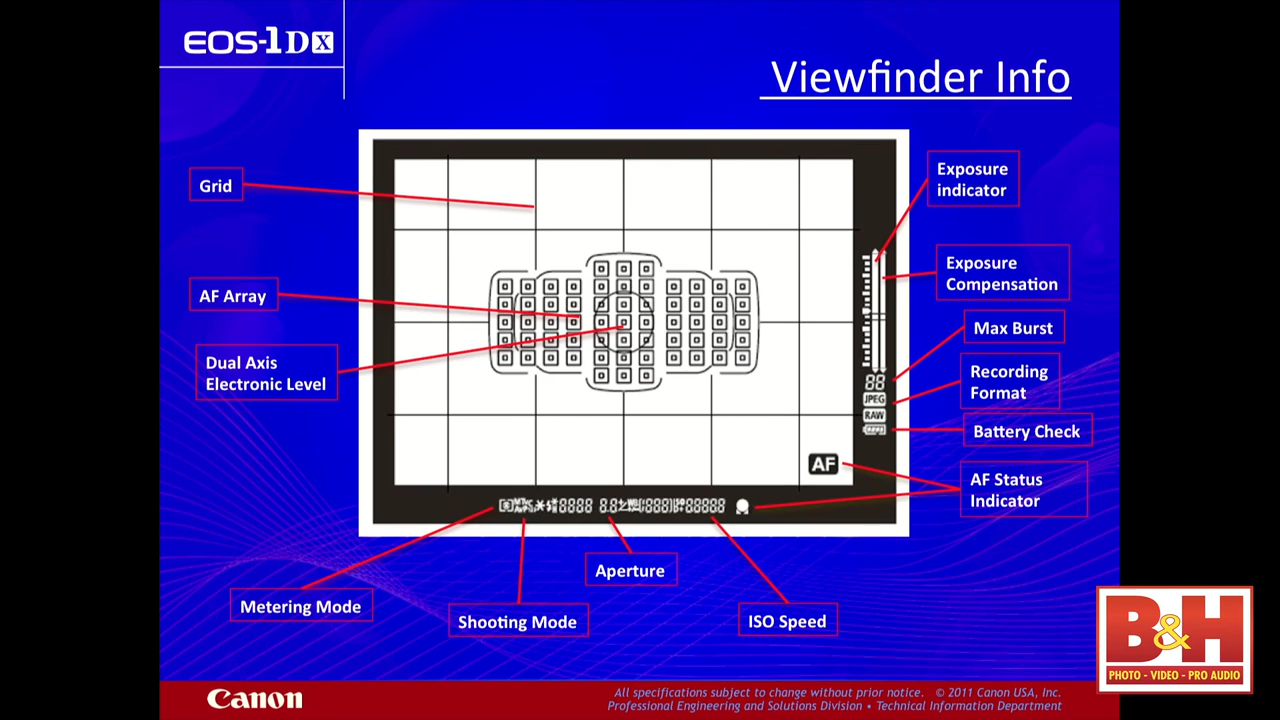 EOS-1D X
Viewfinder Info
Grid
AF Array
Dual Axis
Electronic Level
Exposure
indicator
Exposure
Compensation
Max Burst
Recording
Format
Battery Check
AF Status
Indicator
88
JPEG
RAW
AF
Aperture
Metering Mode
Shooting Mode
ISO Speed
B&H
PHOTO - VIDEO - PRO AUDIO
Canon
All specifications subject to change without prior notice. © 2011 Canon USA, Inc.
Professional Engineering and Solutions Division • Technical Information Department